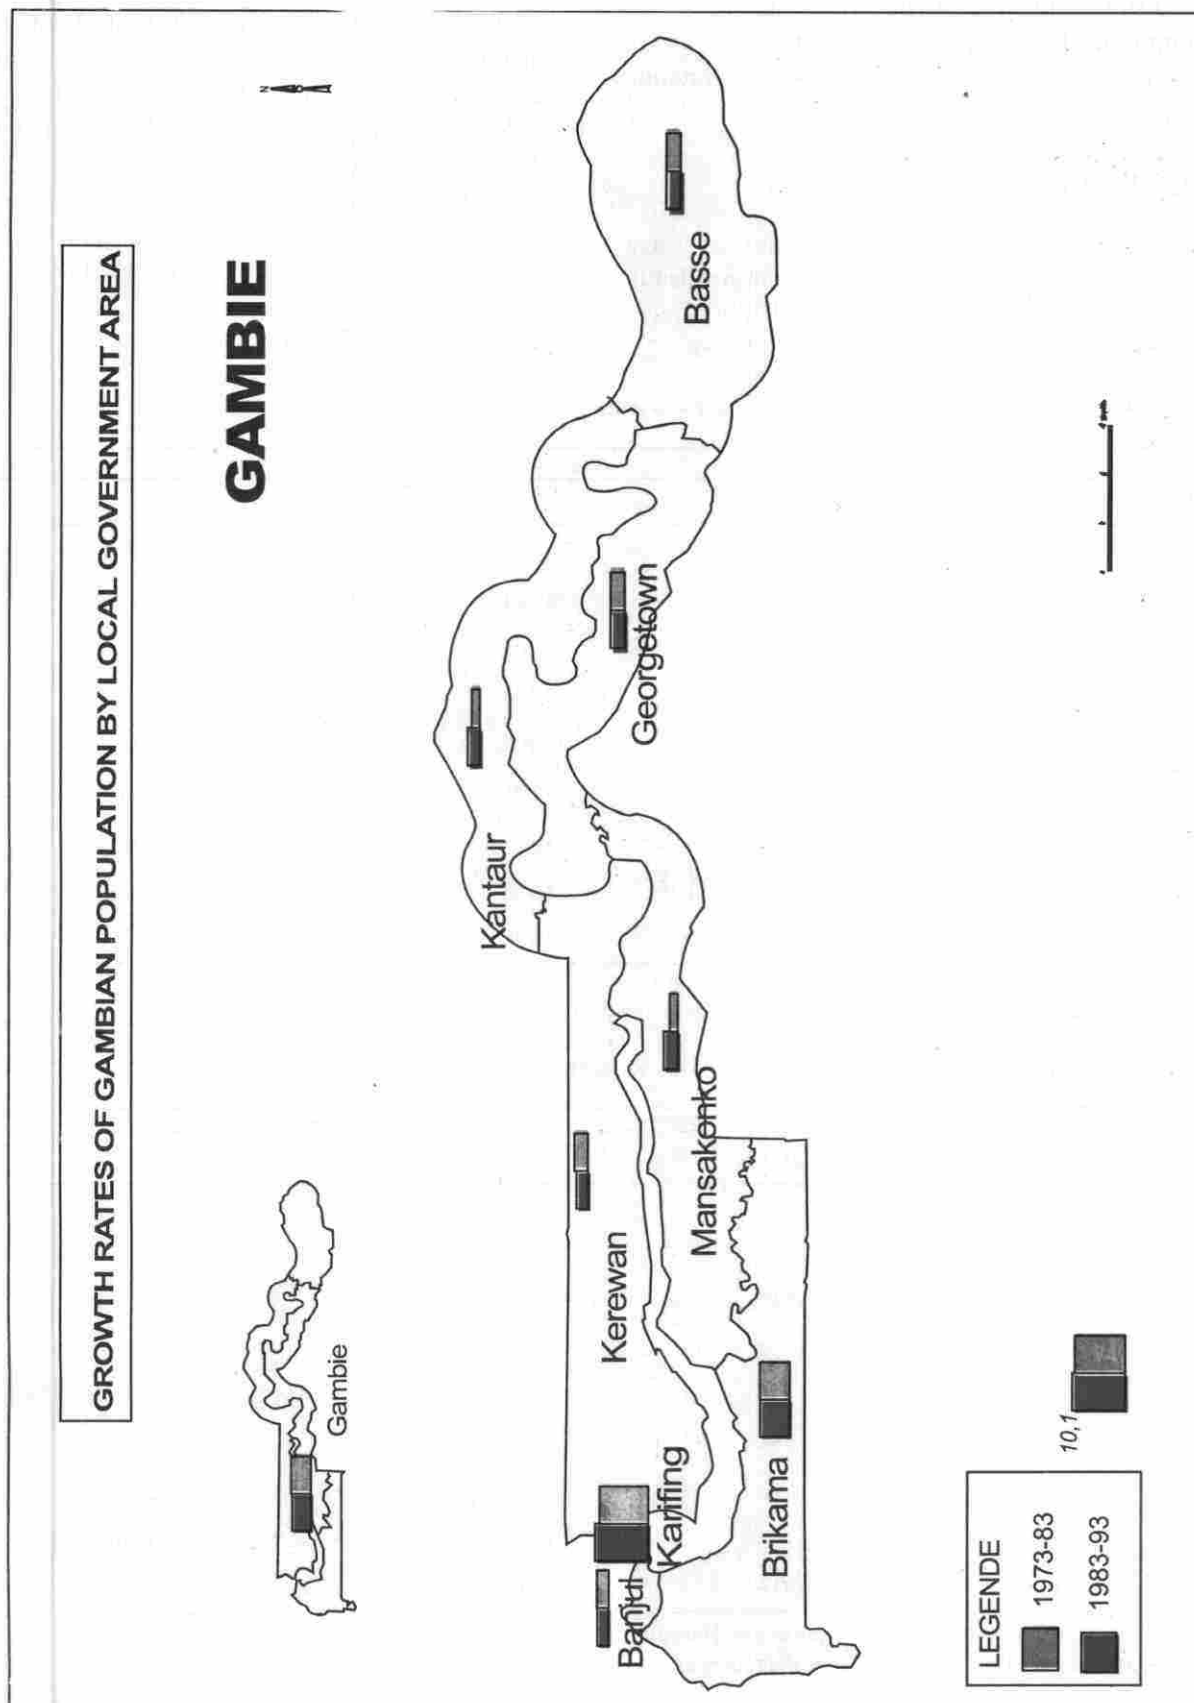 GROWTH RATES OF GAMBIAN POPULATION BY LOCAL GOVERNMENT AREA
N
GAMBIE
Gambie
Kantaur
Basse
Georgetown
Kerewan
Mansakenko
Banjul
Kanifing
Brikama
LEGENDE
1973-83
1983-93
10,1